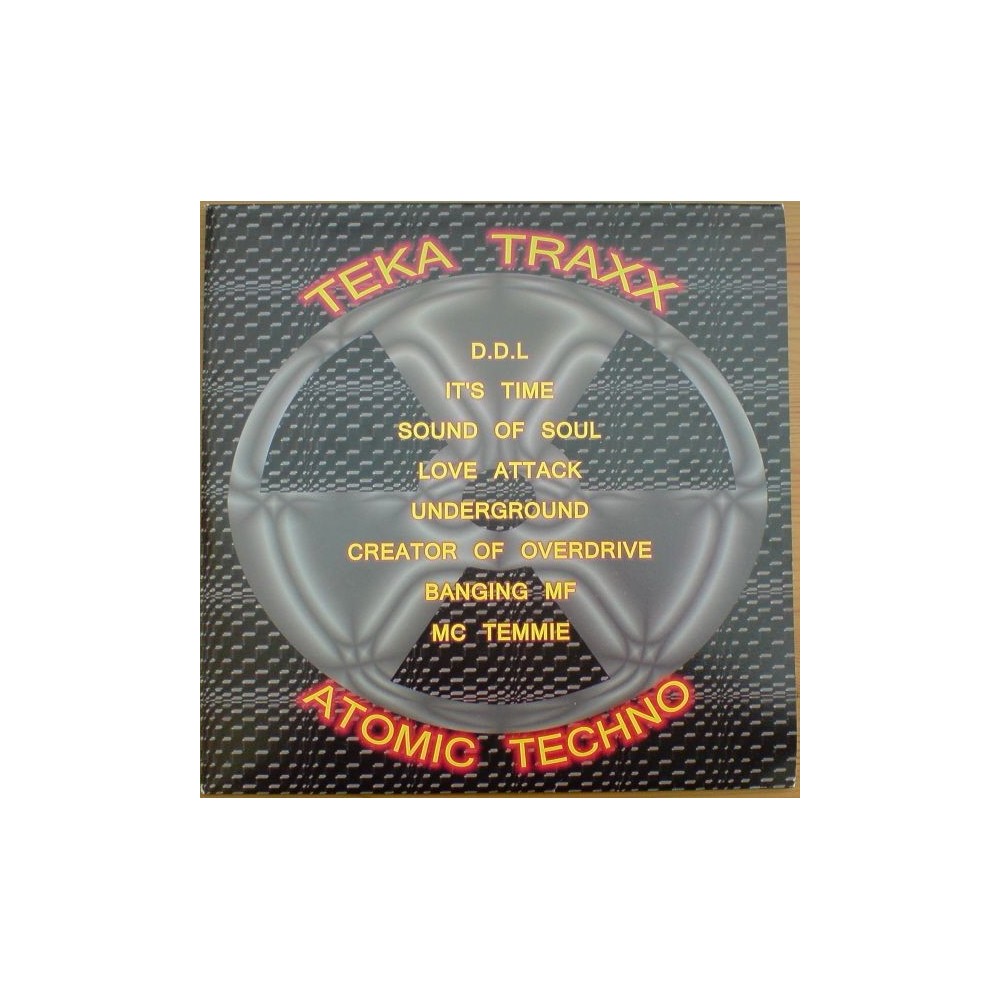 TEKA TRAXX
D.D.L
IT'S TIME
SOUND OF SOUL
LOVE ATTACK
UNDERGROUND
CREATOR OF OVERDRIVE
BANGING MF
MC TEMMIE
ATOMIC TECHNO